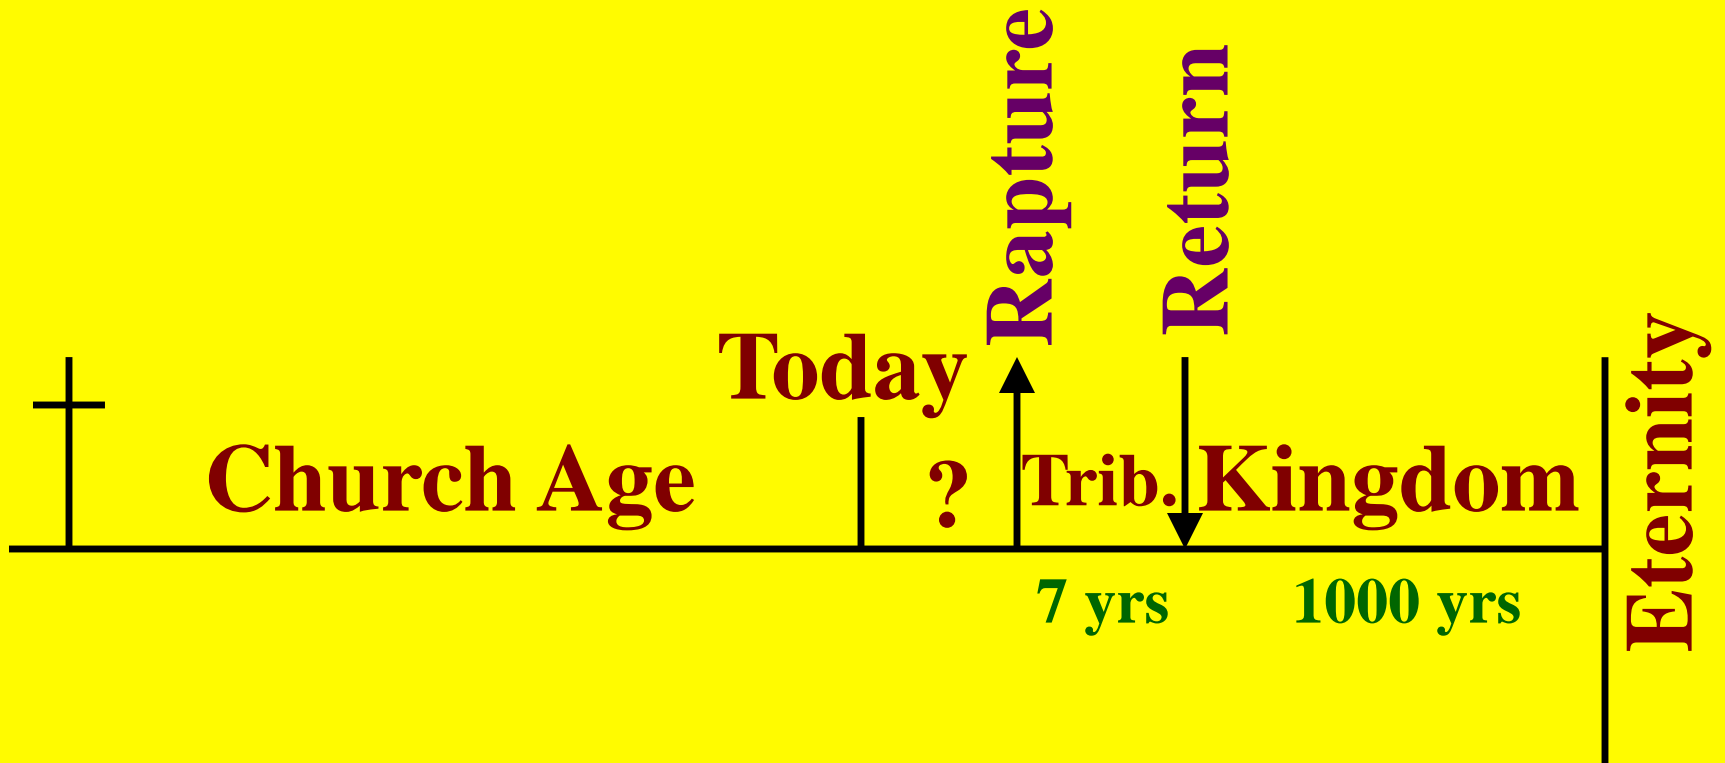 Rapture
Return
Today
Church Age
?
Trib.
Kingdom
Eternity
7 yrs
1000 yrs